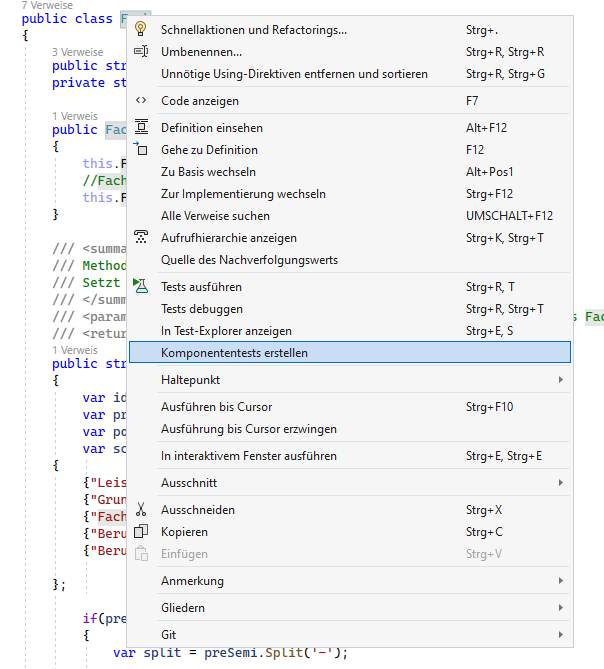 7 Verweise
public class
{
3 Verweise
public
private
1 Verweis
public
{
this.
//Fach
this.
}
/// <summa
/// Method
/// Setzt
/// </summ
/// <param
/// <retur
1 Verweis
public
{
var id
var pr
var po
var sc
{
{"Leis
{"Grun
{"Fach
{"Beru
{"Beru
};
if(pre
{
var split = preSemi.Split('-');
Schnellaktionen und Refactorings... Strg+.
Umbenennen... Strg+R, Strg+R
Unnötige Using-Direktiven entfernen und sortieren Strg+R, Strg+G
Code anzeigen F7
Definition einsehen Alt+F12
Gehe zu Definition F12
Zu Basis wechseln Alt+Pos1
Zur Implementierung wechseln Strg+F12
Alle Verweise suchen UMSCHALT+F12
Aufrufhierarchie anzeigen Strg+K, Strg+T
Quelle des Nachverfolgungswerts
Tests ausführen Strg+R, T
Tests debuggen Strg+R, Strg+T
In Test-Explorer anzeigen Strg+E, S
Komponententests erstellen
Haltepunkt
Ausführen bis Cursor Strg+F10
Ausführung bis Cursor erzwingen
In interaktivem Fenster ausführen Strg+E, Strg+E
Ausschnitt
Ausschneiden Strg+X
Kopieren Strg+C
Einfügen Strg+V
Anmerkung
Gliedern
Git
s Fac